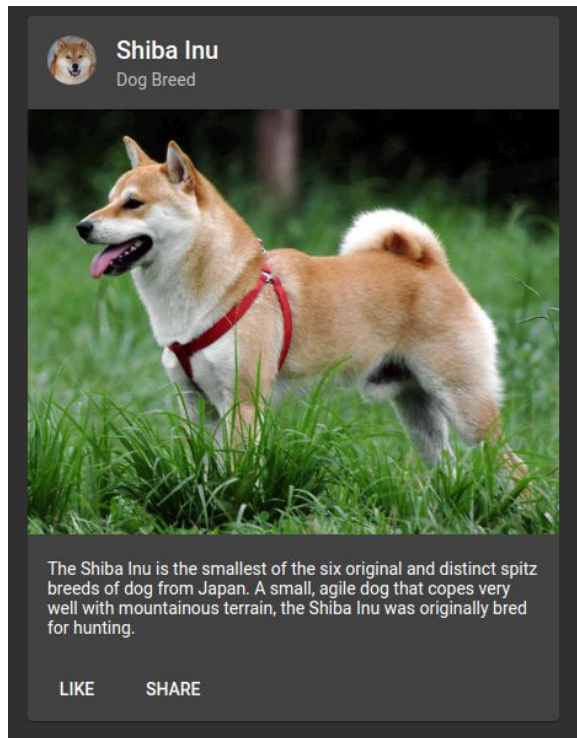 Shiba Inu
Dog Breed
The Shiba Inu is the smallest of the six original and distinct spitz
breeds of dog from Japan. A small, agile dog that copes very
well with mountainous terrain, the Shiba Inu was originally bred
for hunting.
LIKE SHARE